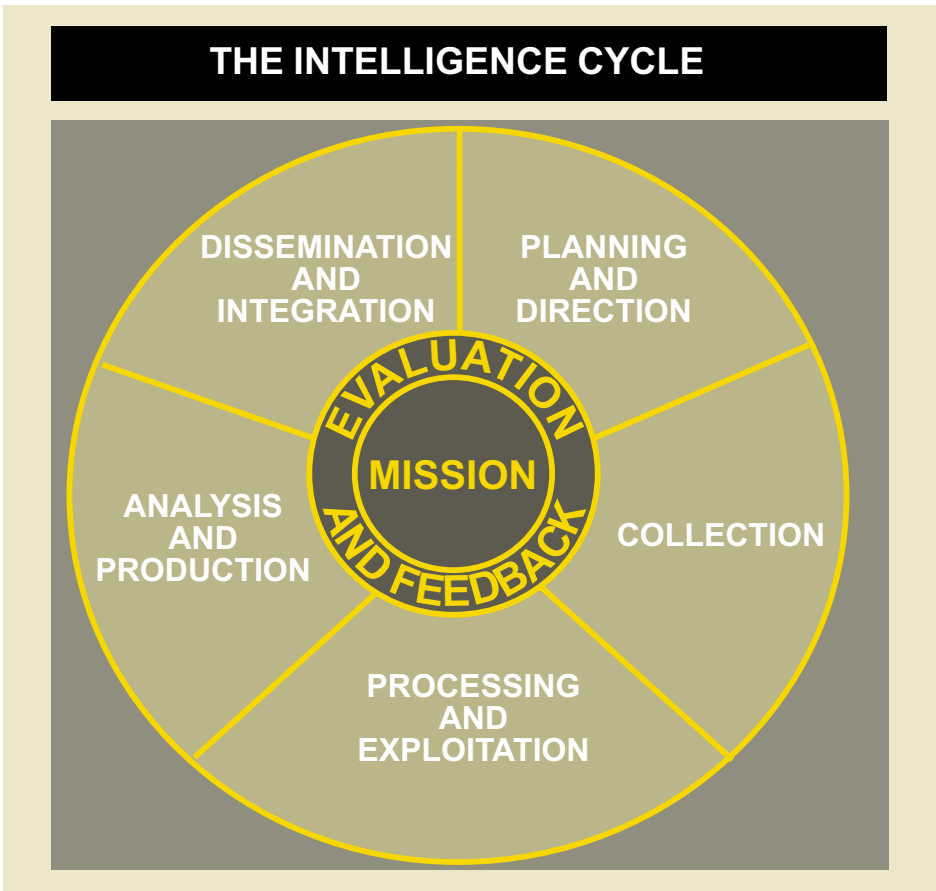 THE INTELLIGENCE CYCLE
DISSEMINATION
AND
INTEGRATION
PLANNING
AND
DIRECTION
EVALUATION
MISSION
AND FEEDBACK
ANALYSIS
AND
PRODUCTION
COLLECTION
PROCESSING
AND
EXPLOITATION